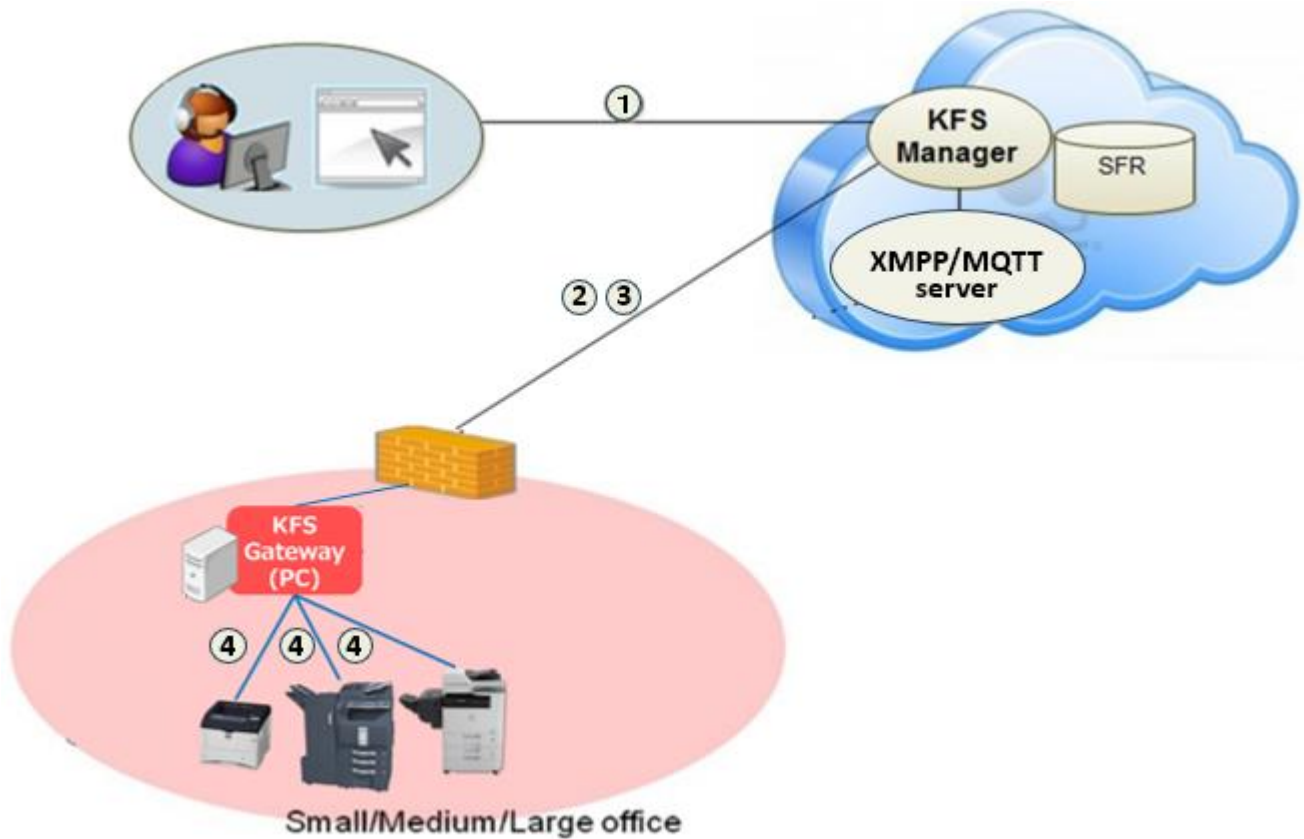 ①
KFS
Manager
SFR
XMPP/MQTT
server
② ③
KFS
Gateway
(PC)
④ ④ ④
Small/Medium/Large office